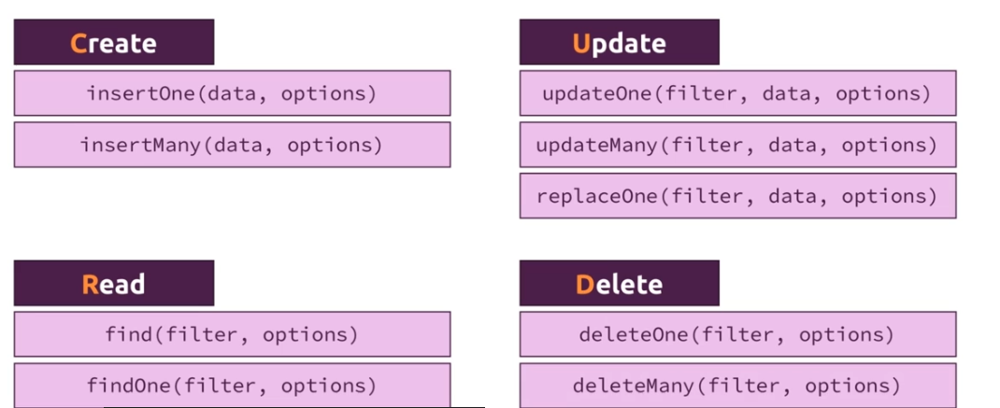 Create
insertOne(data, options)
insertMany(data, options)
Update
updateOne(filter, data, options)
updateMany(filter, data, options)
replaceOne(filter, data, options)
Read
find(filter, options)
findOne(filter, options)
Delete
deleteOne(filter, options)
deleteMany(filter, options)